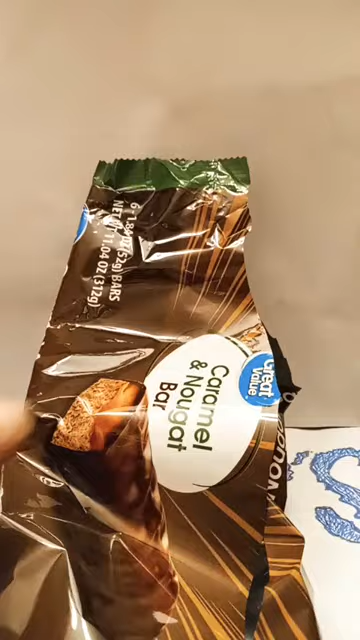 6 - 1.84 OZ (52g) BARS
NET WT 11.04 OZ (312g)
Great
Value
Caramel
& Nougat
Bar
S